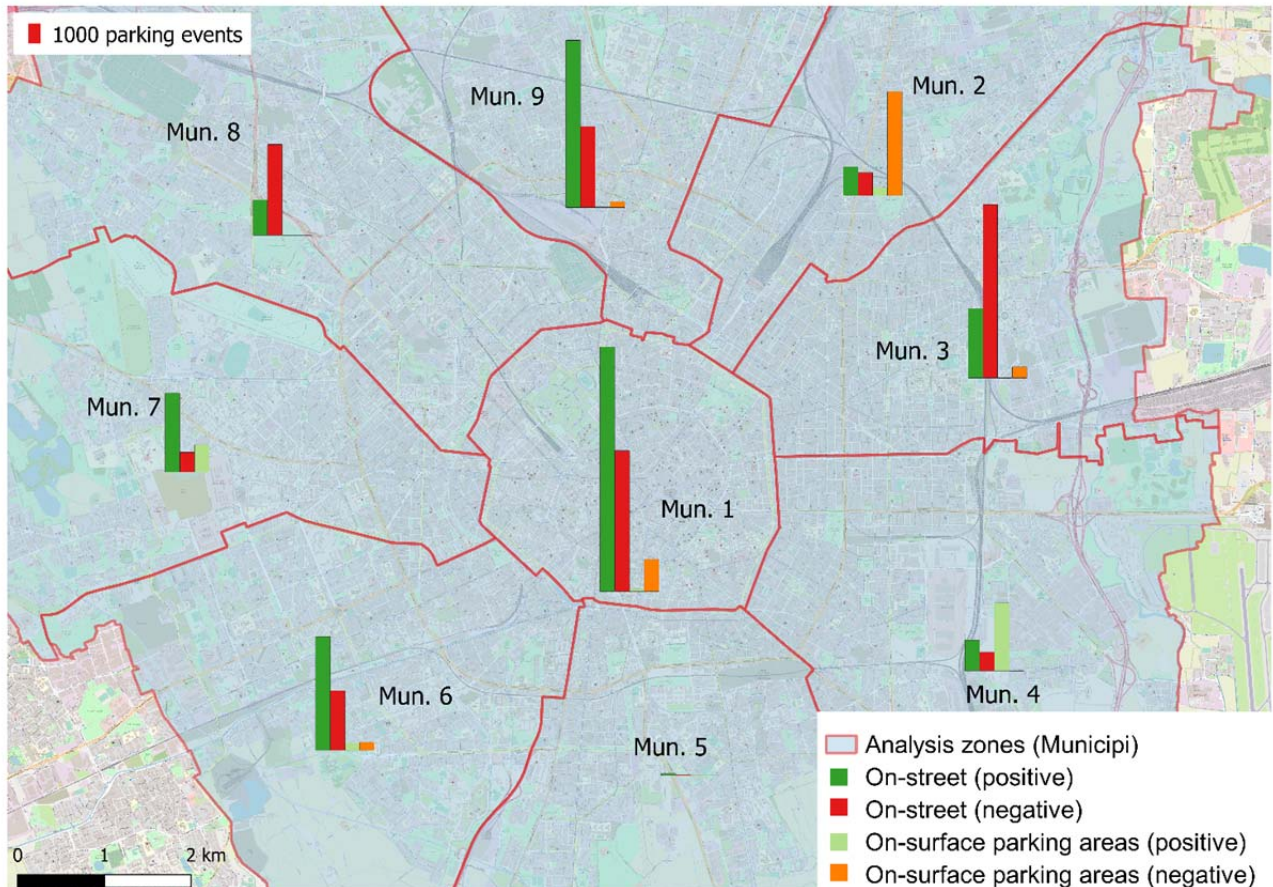 1000 parking events
Mun. 9
Mun. 2
Mun. 8
Mun. 3
Mun. 7
Mun. 1
Mun. 6
Mun. 5
Mun. 4
Analysis zones (Municipi)
On-street (positive)
On-street (negative)
On-surface parking areas (positive)
On-surface parking areas (negative)
0 1 2 km